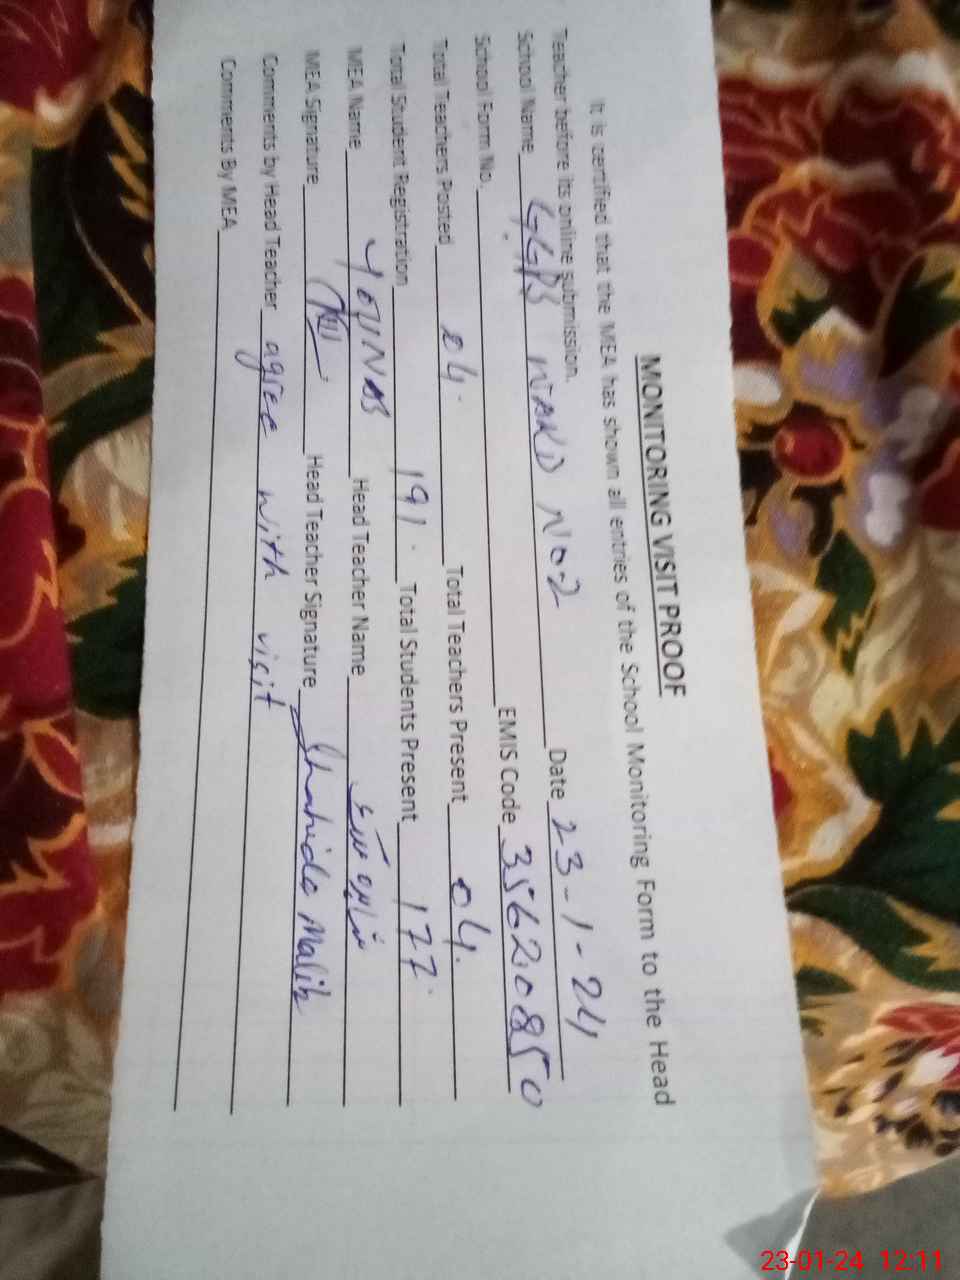 MONITORING VISIT PROOF
It is certified that the MEA has shown all entries of the School Monitoring Form to the Head
Teacher before its online submission.
School Name GGPS WARD NO2 Date 23-1-24
School Form No. EMIS Code 35620850
Total Teachers Posted 04. Total Teachers Present 04.
Total Student Registration 191. Total Students Present 177.
MEA Name YOUNAS Head Teacher Name
MEA Signature Head Teacher Signature Shahida Malik
Comments by Head Teacher agree with visit
Comments By MEA
23-01-24 12:11